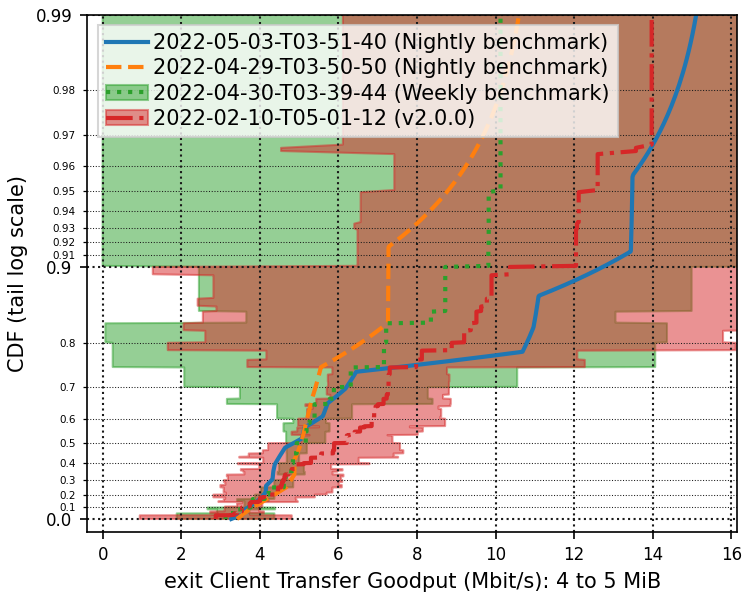 0.99
2022-05-03-T03-51-40 (Nightly benchmark)
2022-04-29-T03-50-50 (Nightly benchmark)
2022-04-30-T03-39-44 (Weekly benchmark)
2022-02-10-T05-01-12 (v2.0.0)
0.98
0.97
0.96
0.95
0.94
0.93
0.92
0.91
0.9
0.8
0.7
0.6
0.5
0.4
0.3
0.2
0.1
0.0
CDF (tail log scale)
0 2 4 6 8 10 12 14 16
exit Client Transfer Goodput (Mbit/s): 4 to 5 MiB